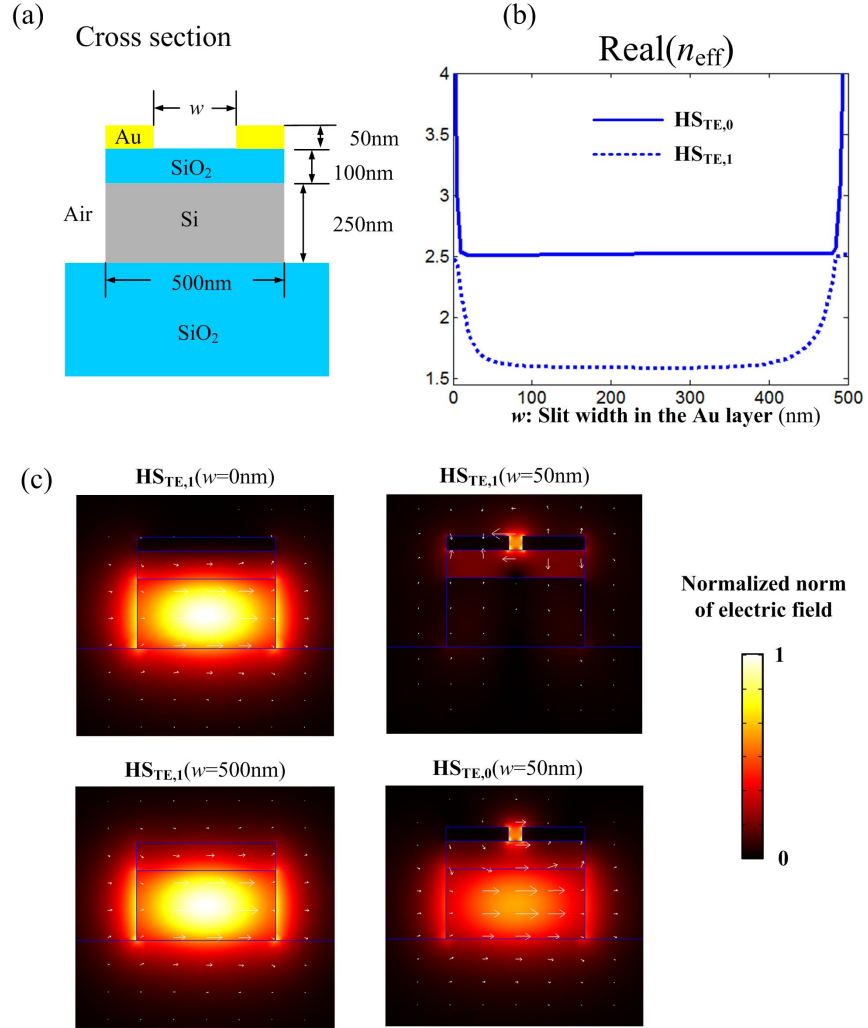 (a)
Cross section
w
Au
50nm
SiO2
100nm
Air
Si
250nm
500nm
SiO2
(b)
Real(neff)
4
3.5
3
2.5
2
1.5
HSTE,0
HSTE,1
0
100
200
300
400
500
w: Slit width in the Au layer (nm)
(c)
HSTE,1(w=0nm)
HSTE,1(w=50nm)
HSTE,1(w=500nm)
HSTE,0(w=50nm)
Normalized norm
of electric field
1
0